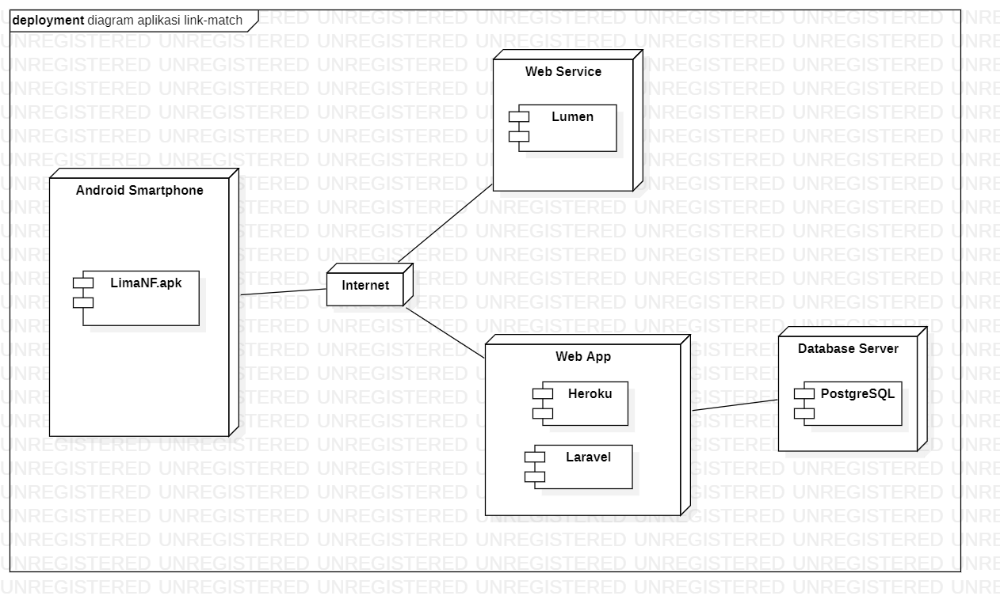 deployment diagram aplikasi link-match
Web Service
Lumen
Android Smartphone
LimaNF.apk
Internet
Web App
Heroku
Laravel
Database Server
PostgreSQL
UNREGISTERED